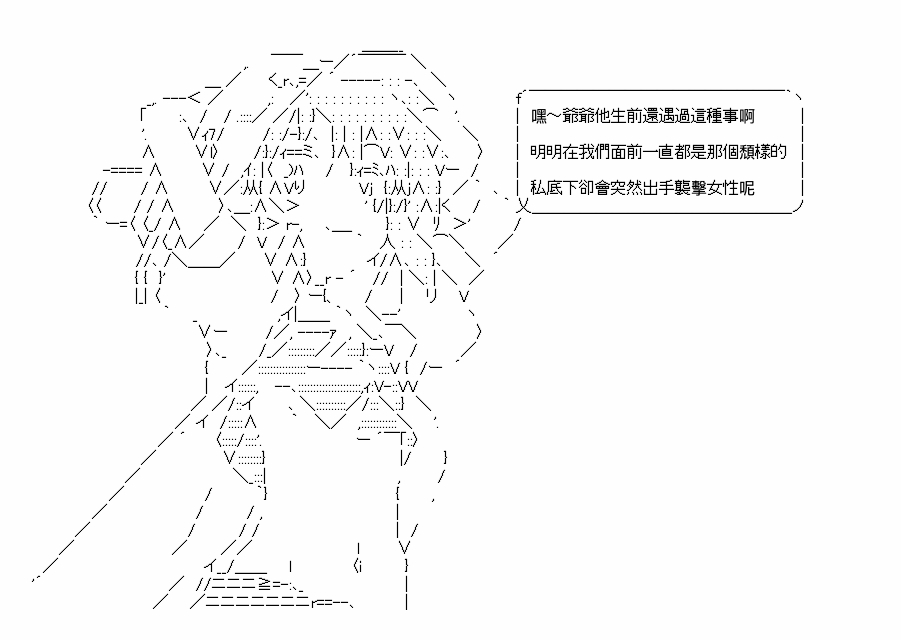 嘿～爺爺他生前還遇過這種事啊
明明在我們面前一直都是那個頹樣的
私底下卻會突然出手襲擊女性呢